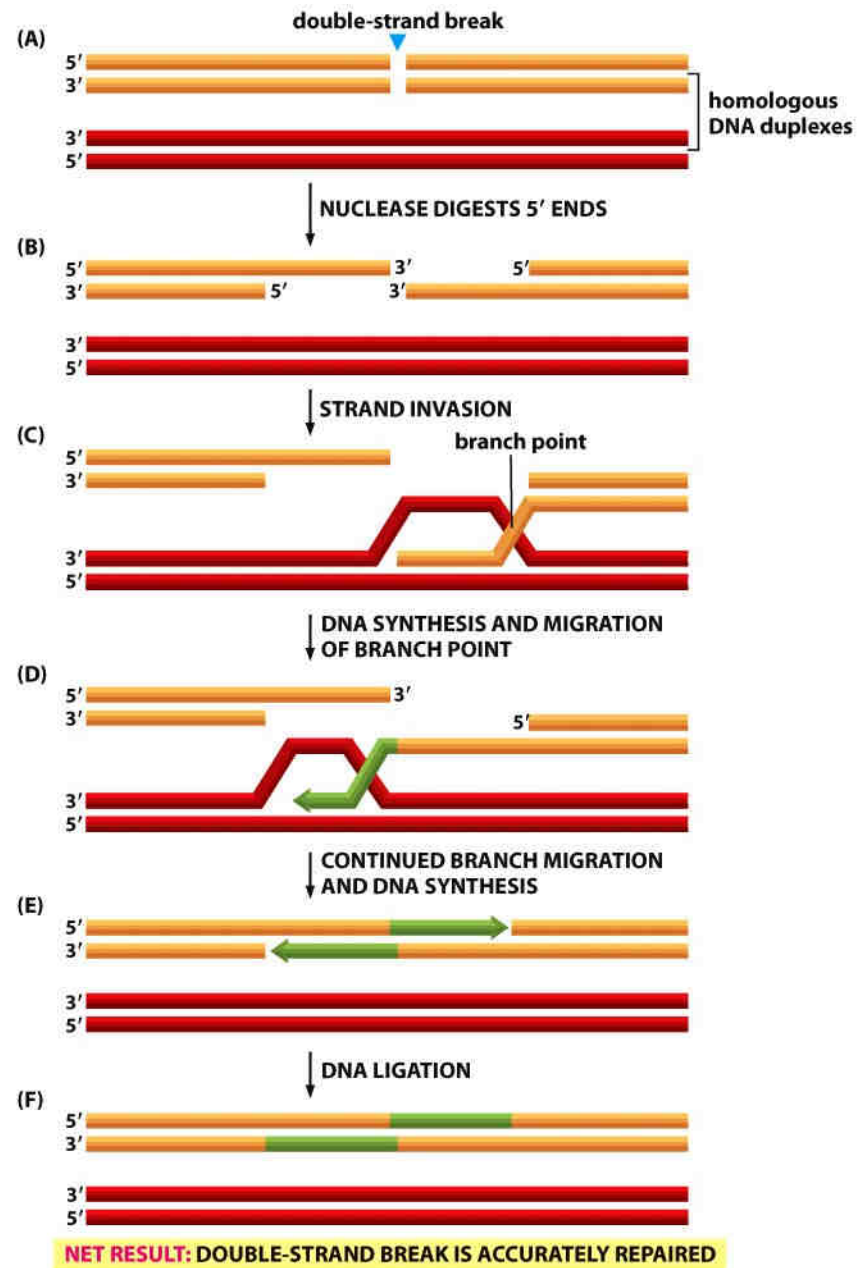 double-strand break
(A)
5′
3′
homologous
DNA duplexes
3′
5′
NUCLEASE DIGESTS 5′ ENDS
(B)
5′ 3′ 5′
3′ 5′ 3′
3′
5′
STRAND INVASION
(C)
branch point
5′
3′
3′
5′
DNA SYNTHESIS AND MIGRATION
OF BRANCH POINT
(D)
5′ 3′
3′ 5′
3′
5′
CONTINUED BRANCH MIGRATION
AND DNA SYNTHESIS
(E)
5′
3′
3′
5′
DNA LIGATION
(F)
5′
3′
3′
5′
NET RESULT: DOUBLE-STRAND BREAK IS ACCURATELY REPAIRED